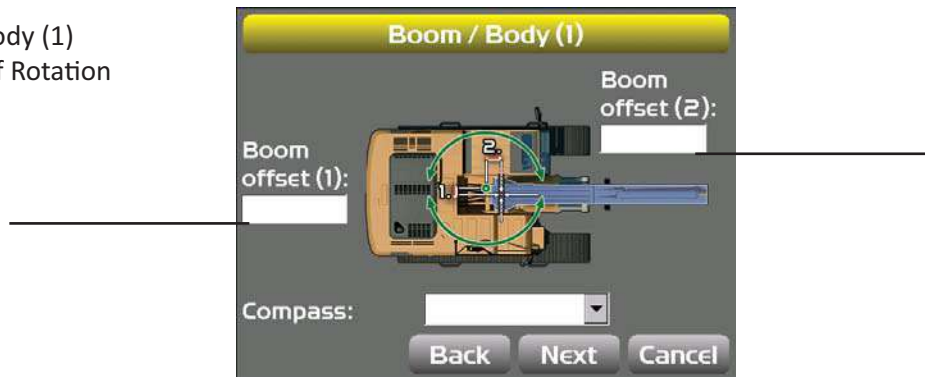 ody (1)
f Rotation
Boom / Body (1)
Boom
offset (2):
2.
Boom
offset (1):
1.
Compass:
Back Next Cancel